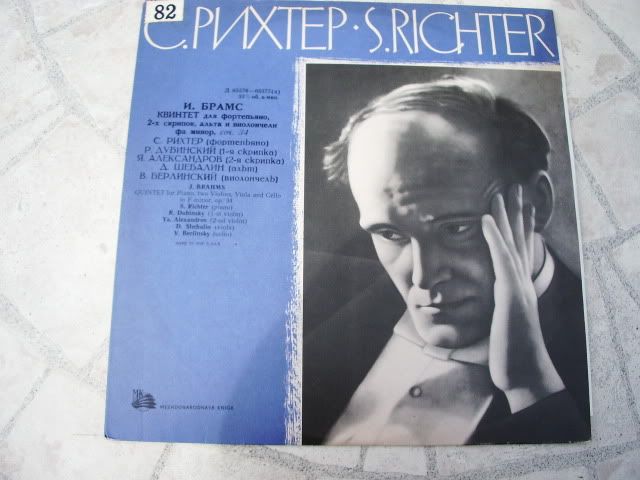 82
С.РИХТЕР · S.RICHTER
И. БРАМС
КВИНТЕТ для фортепьяно,
2-х скрипок, альта и виолончели
фа минор, соч. 34
С. РИХТЕР (фортепьяно)
Р. ДУБИНСКИЙ (1-я скрипка)
Я. АЛЕКСАНДРОВ (2-я скрипка)
Д. ШЕБАЛИН (альт)
В. БЕРЛИНСКИЙ (виолончель)
J. BRAHMS
QUINTET for Piano, two Violins, Viola and Cello
in F minor, op. 34
S. Richter (piano)
R. Dubinsky (1-st violin)
Ya. Alexandrov (2-nd violin)
D. Shebalin (viola)
V. Berlinsky (cello)
MK
MEZHDUNARODNAYA KNIGA